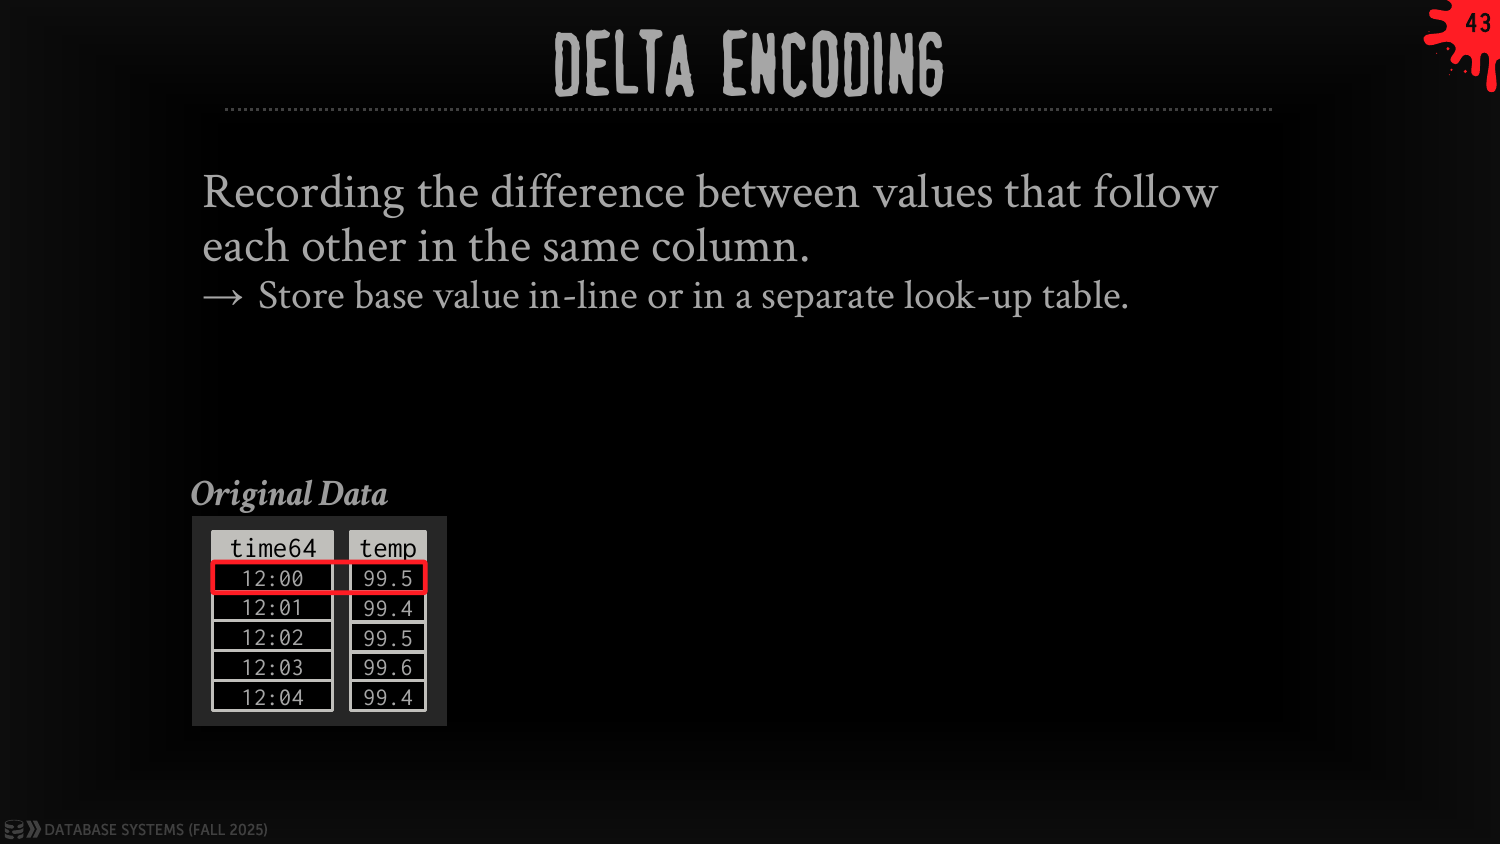 43
DELTA ENCODING
Recording the difference between values that follow
each other in the same column.
→ Store base value in-line or in a separate look-up table.
Original Data
time64 temp
12:00 99.5
12:01 99.4
12:02 99.5
12:03 99.6
12:04 99.4
DATABASE SYSTEMS (FALL 2025)